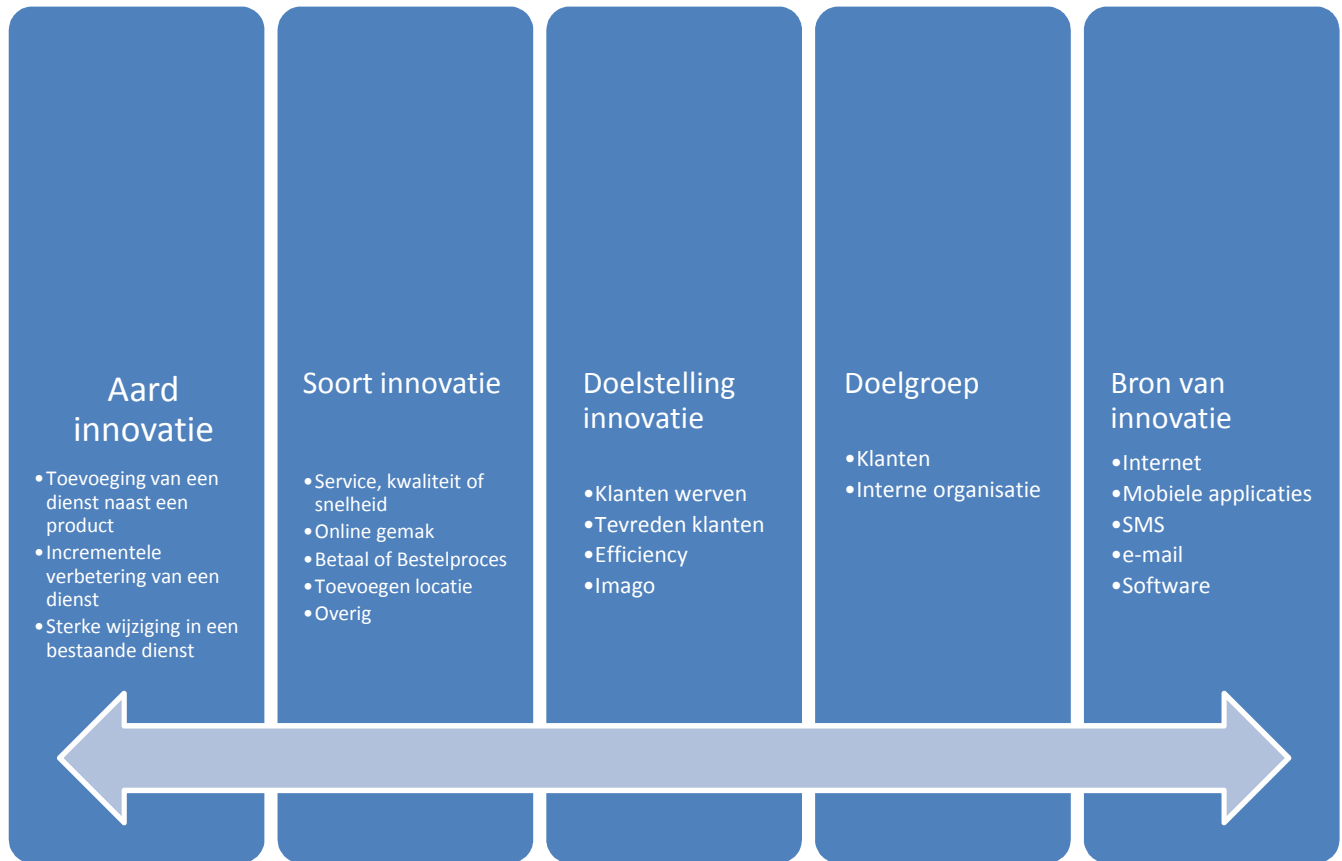 Aard
innovatie
•Toevoeging van een
dienst naast een
product
•Incrementele
verbetering van een
dienst
•Sterke wijziging in een
bestaande dienst
Soort innovatie
•Service, kwaliteit of
snelheid
•Online gemak
•Betaal of Bestelproces
•Toevoegen locatie
•Overig
Doelstelling
innovatie
•Klanten werven
•Tevreden klanten
•Efficiency
•Imago
Doelgroep
•Klanten
•Interne organisatie
Bron van
innovatie
•Internet
•Mobiele applicaties
•SMS
•e-mail
•Software